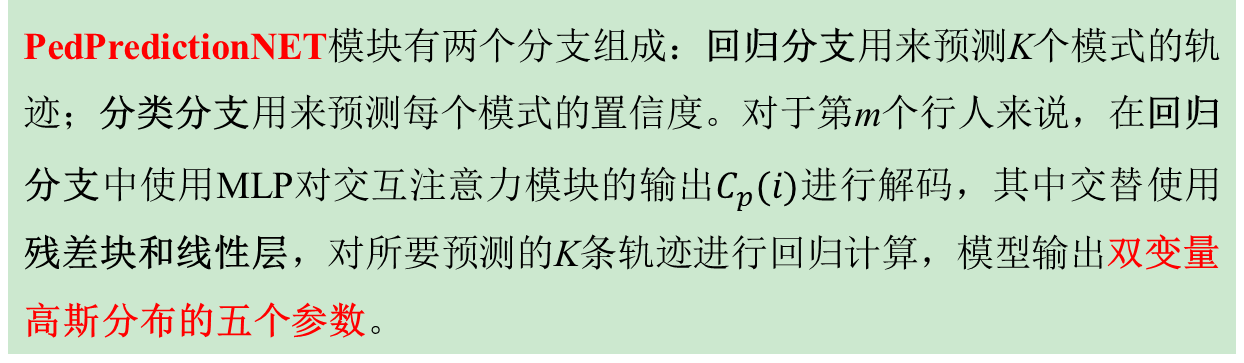 PedPredictionNET模块有两个分支组成：回归分支用来预测K个模式的轨
迹；分类分支用来预测每个模式的置信度。对于第m个行人来说，在回归
分支中使用MLP对交互注意力模块的输出Cₚ(i)进行解码，其中交替使用
残差块和线性层，对所要预测的K条轨迹进行回归计算，模型输出双变量
高斯分布的五个参数。